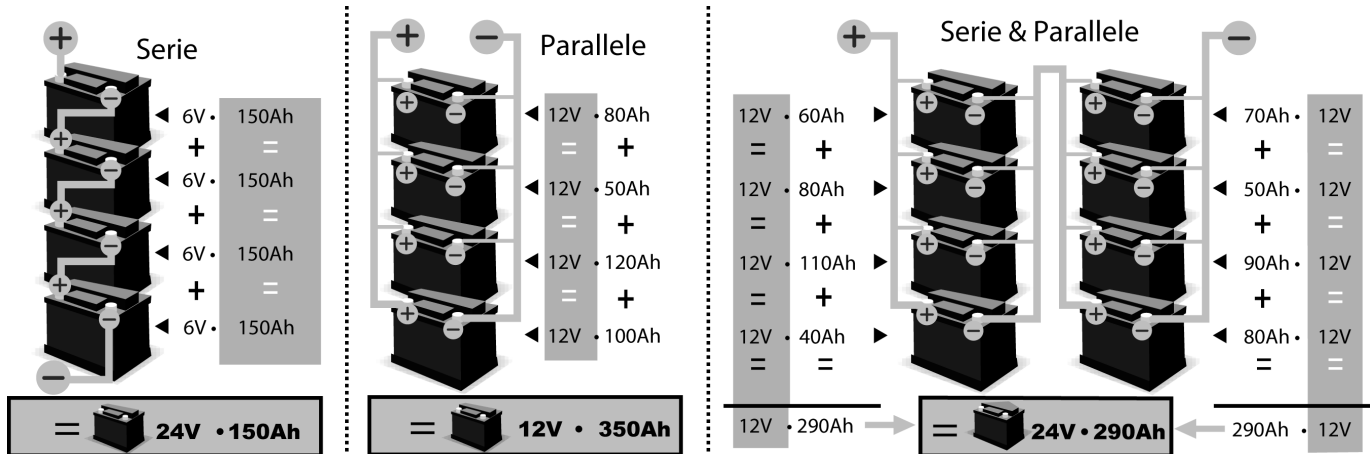 +
Serie
6V • 150Ah
+ =
6V • 150Ah
+ =
6V • 150Ah
+ =
6V • 150Ah
−
= 24V • 150Ah
+ − Parallele
12V • 80Ah
= +
12V • 50Ah
= +
12V • 120Ah
= +
12V • 100Ah
= 12V • 350Ah
+ Serie & Parallele −
12V • 60Ah
= +
12V • 80Ah
= +
12V • 110Ah
= +
12V • 40Ah
= =
12V • 290Ah
70Ah • 12V
+ =
50Ah • 12V
+ =
90Ah • 12V
+ =
80Ah • 12V
= =
290Ah • 12V
= 24V • 290Ah